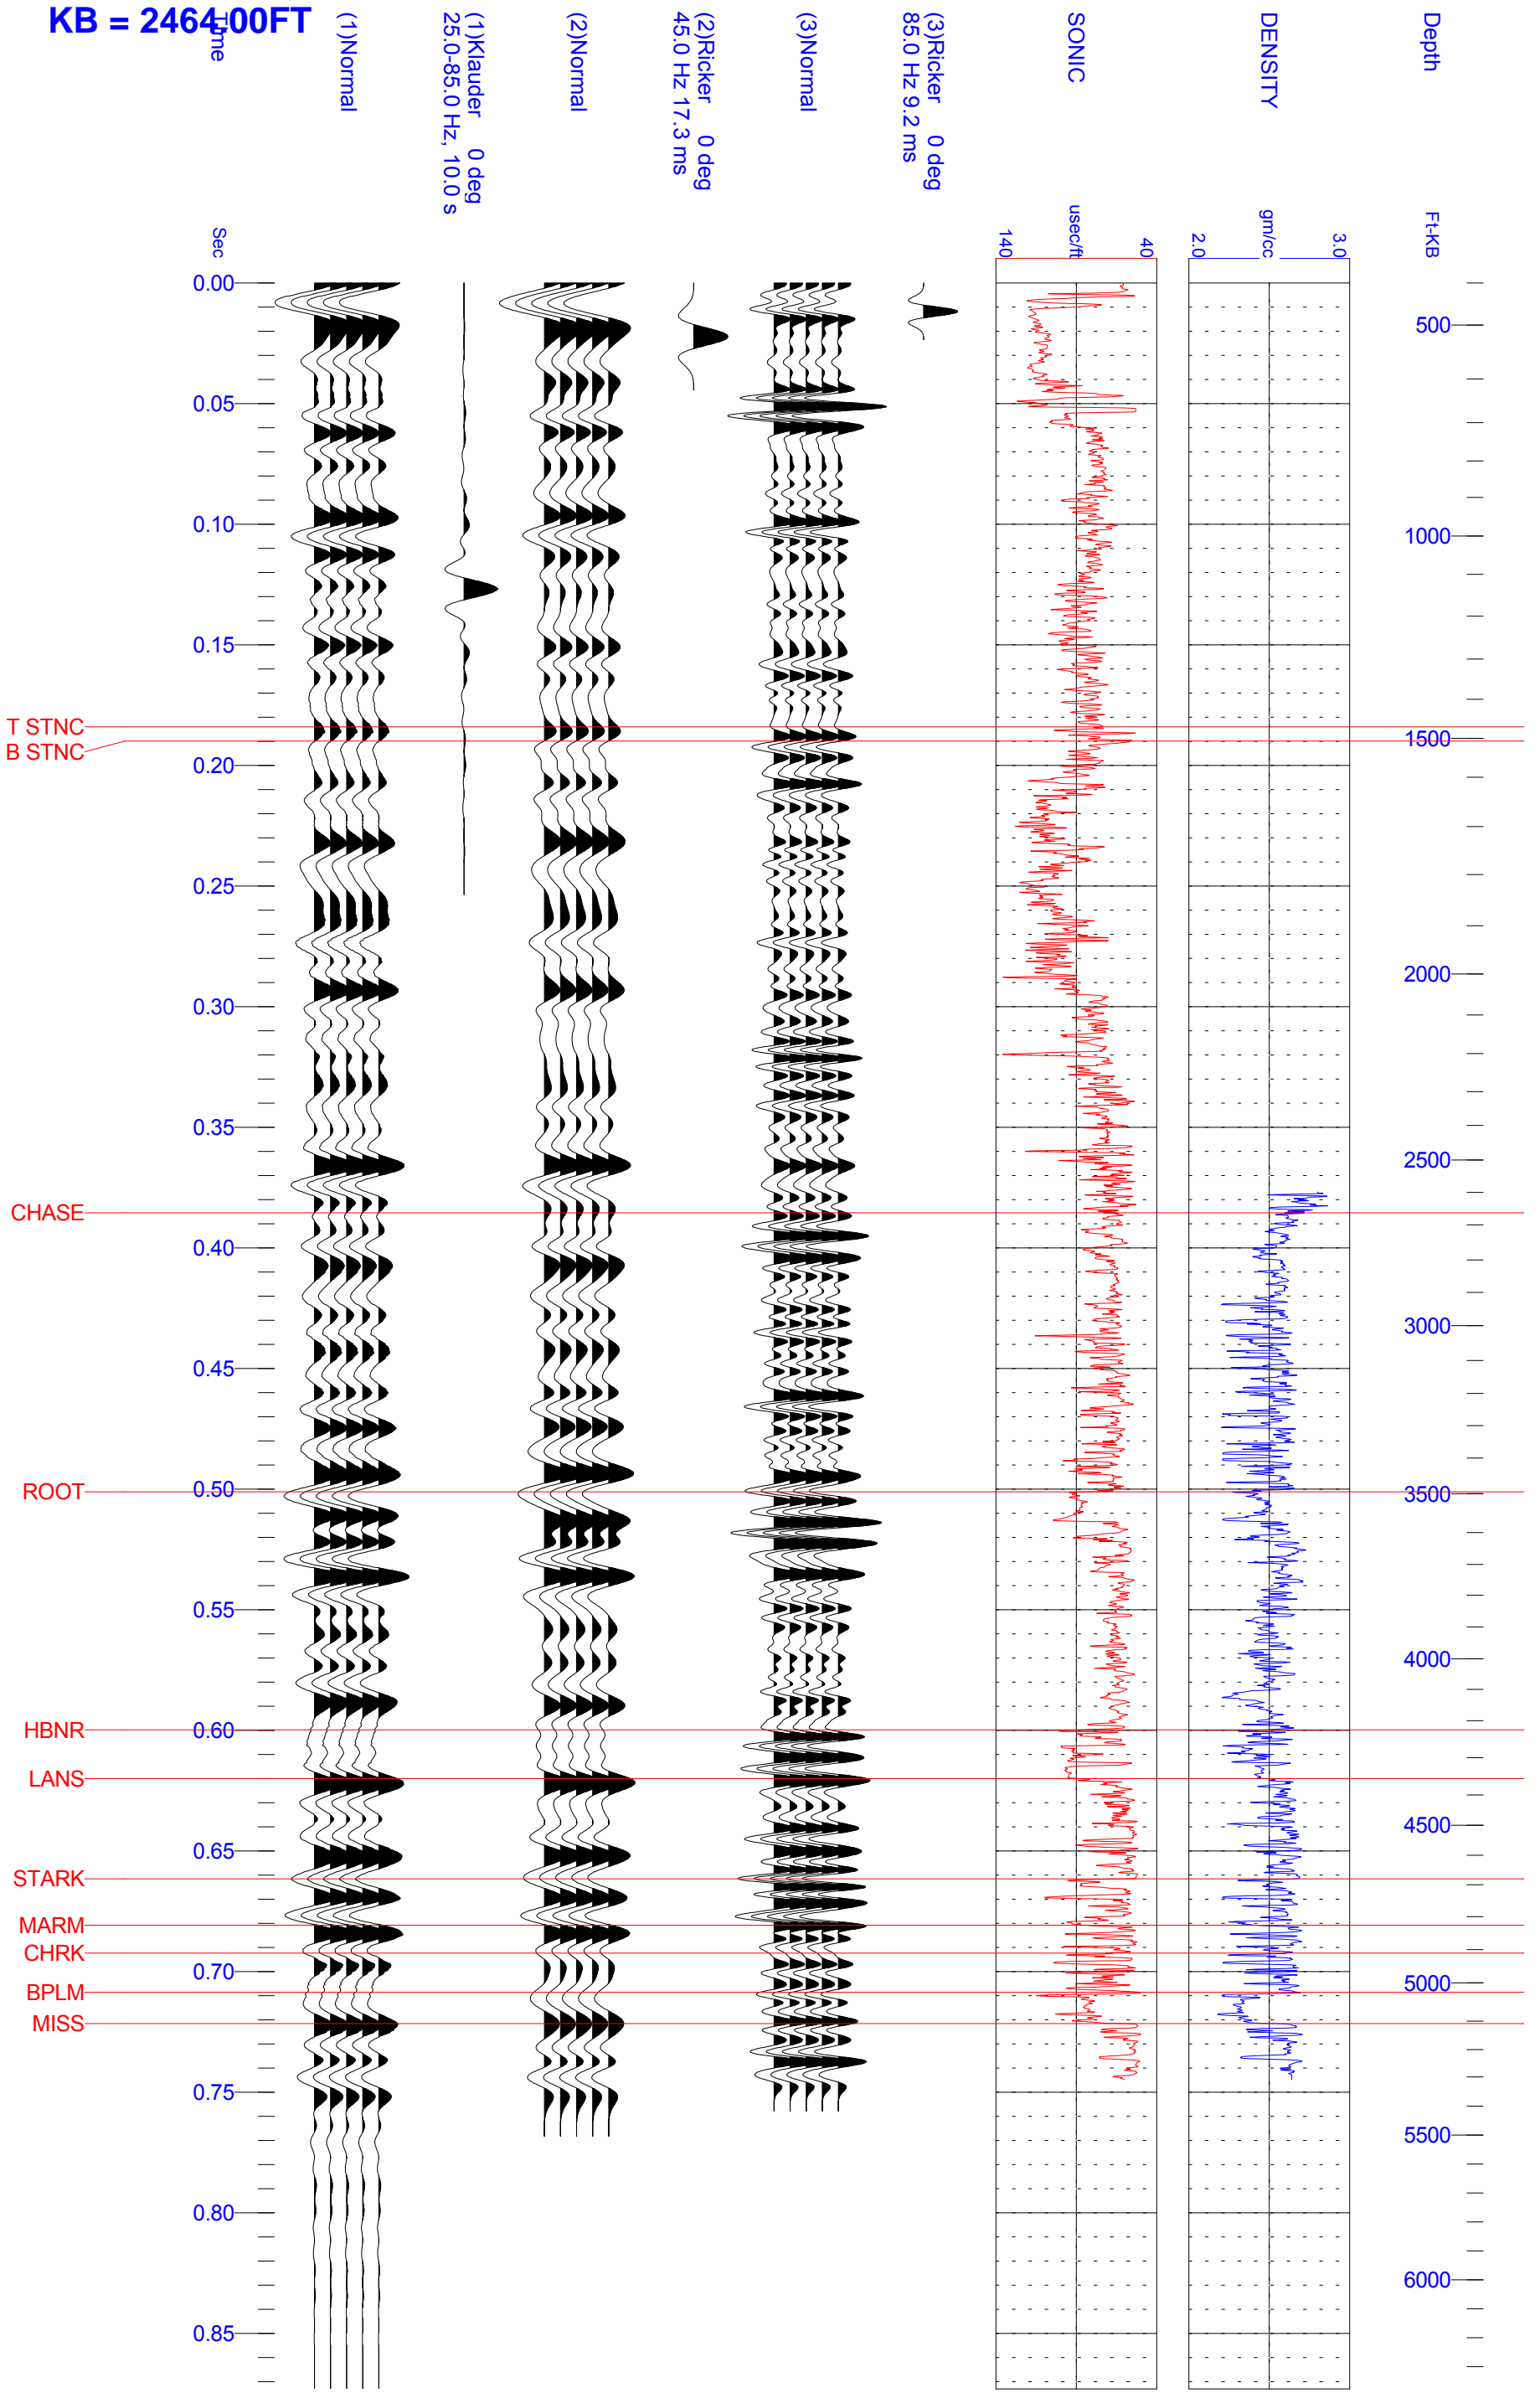 KB = 2464.00FT
Time
(1)Normal
(1)Klauder 0 deg
25.0-85.0 Hz, 10.0 s
(2)Normal
(2)Ricker 0 deg
45.0 Hz 17.3 ms
(3)Normal
(3)Ricker 0 deg
85.0 Hz 9.2 ms
SONIC
DENSITY
Depth
Sec
140
usec/ft
40
2.0
gm/cc
3.0
Ft-KB
0.00
0.05
0.10
0.15
0.20
0.25
0.30
0.35
0.40
0.45
0.50
0.55
0.60
0.65
0.70
0.75
0.80
0.85
T STNC
B STNC
CHASE
ROOT
HBNR
LANS
STARK
MARM
CHRK
BPLM
MISS
500
1000
1500
2000
2500
3000
3500
4000
4500
5000
5500
6000